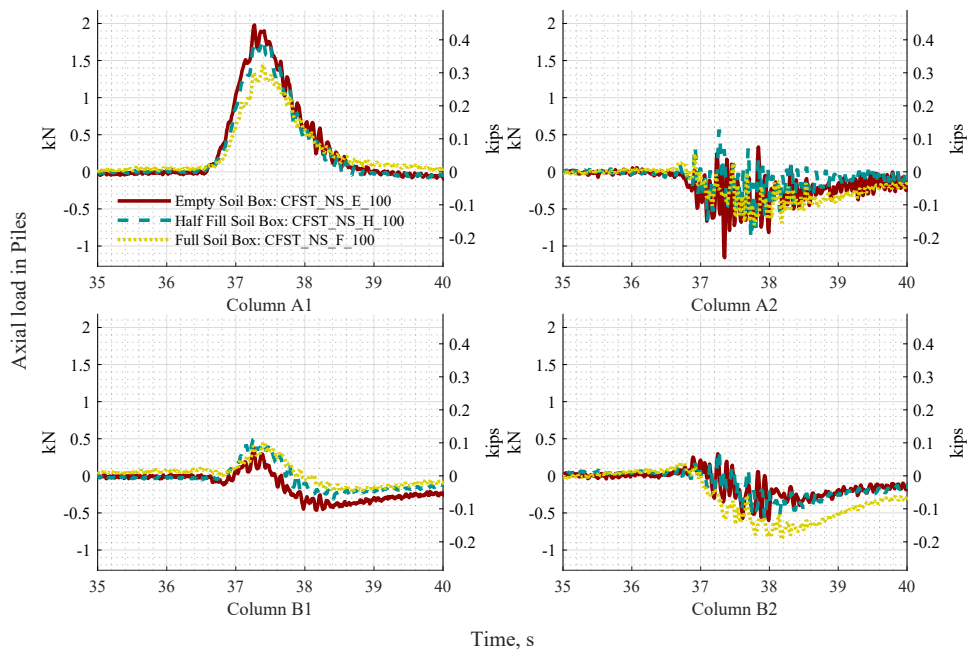 2
1.5
1
0.5
0
-0.5
-1
kN
0.4
0.3
0.2
0.1
0
-0.1
-0.2
kips
Empty Soil Box: CFST_NS_E_100
Half Fill Soil Box: CFST_NS_H_100
Full Soil Box: CFST_NS_F_100
35 36 37 38 39 40
Column A1
2
1.5
1
0.5
0
-0.5
-1
kN
0.4
0.3
0.2
0.1
0
-0.1
-0.2
kips
35 36 37 38 39 40
Column A2
Axial load in Piles
2
1.5
1
0.5
0
-0.5
-1
kN
0.4
0.3
0.2
0.1
0
-0.1
-0.2
kips
35 36 37 38 39 40
Column B1
2
1.5
1
0.5
0
-0.5
-1
kN
0.4
0.3
0.2
0.1
0
-0.1
-0.2
kips
35 36 37 38 39 40
Column B2
Time, s